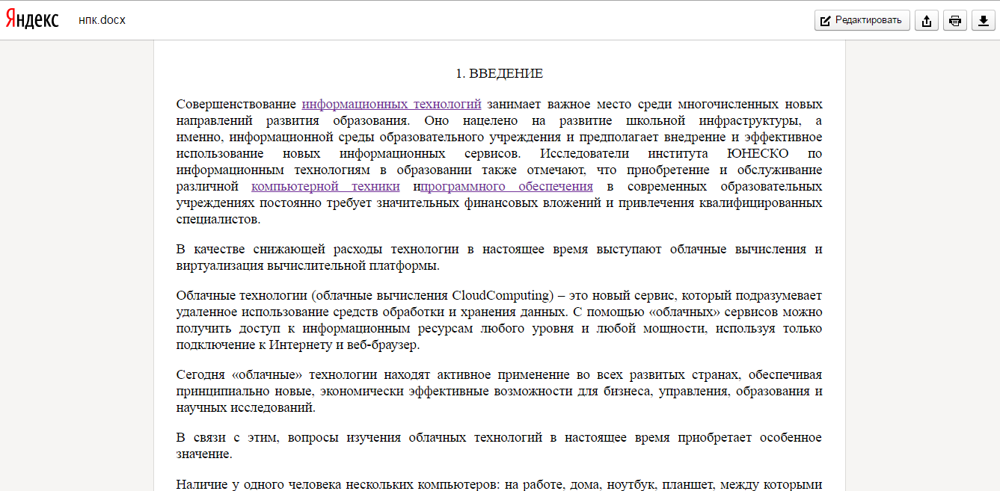 Яндекс нпк.docx Редактировать
1. ВВЕДЕНИЕ
Совершенствование информационных технологий занимает важное место среди многочисленных новых
направлений развития образования. Оно нацелено на развитие школьной инфраструктуры, а
именно, информационной среды образовательного учреждения и предполагает внедрение и эффективное
использование новых информационных сервисов. Исследователи института ЮНЕСКО по
информационным технологиям в образовании также отмечают, что приобретение и обслуживание
различной компьютерной техники ипрограммного обеспечения в современных образовательных
учреждениях постоянно требует значительных финансовых вложений и привлечения квалифицированных
специалистов.
В качестве снижающей расходы технологии в настоящее время выступают облачные вычисления и
виртуализация вычислительной платформы.
Облачные технологии (облачные вычисления CloudComputing) – это новый сервис, который подразумевает
удаленное использование средств обработки и хранения данных. С помощью «облачных» сервисов можно
получить доступ к информационным ресурсам любого уровня и любой мощности, используя только
подключение к Интернету и веб-браузер.
Сегодня «облачные» технологии находят активное применение во всех развитых странах, обеспечивая
принципиально новые, экономически эффективные возможности для бизнеса, управления, образования и
научных исследований.
В связи с этим, вопросы изучения облачных технологий в настоящее время приобретает особенное
значение.
Наличие у одного человека нескольких компьютеров: на работе, дома, ноутбук, планшет, между которыми